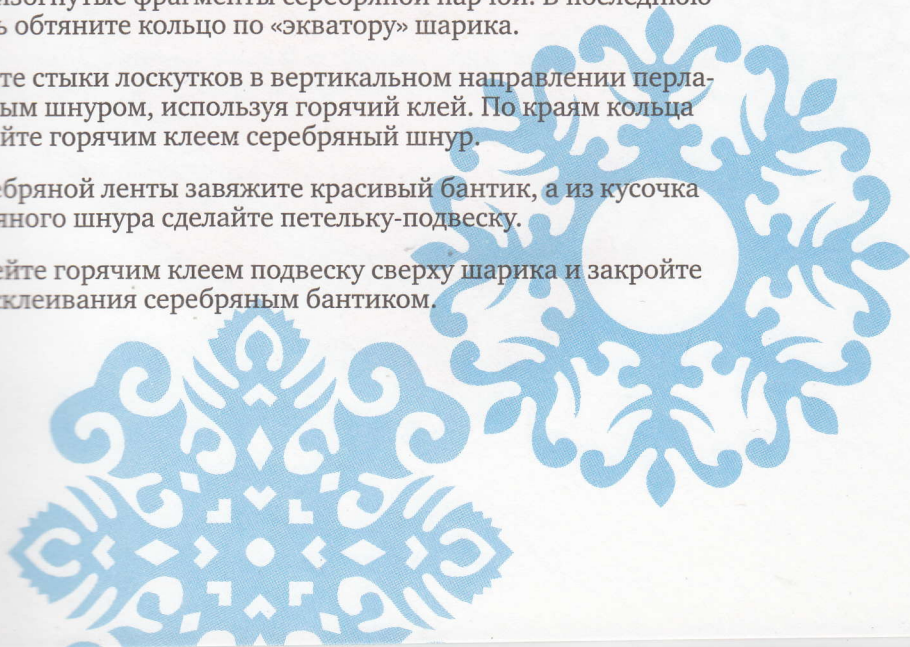 изогнутые фрагменты серебряной парчой. В последнюю
ь обтяните кольцо по «экватору» шарика.
те стыки лоскутков в вертикальном направлении перла-
ым шнуром, используя горячий клей. По краям кольца
йте горячим клеем серебряный шнур.
ебряной ленты завяжите красивый бантик, а из кусочка
яного шнура сделайте петельку-подвеску.
ейте горячим клеем подвеску сверху шарика и закройте
клеивания серебряным бантиком.